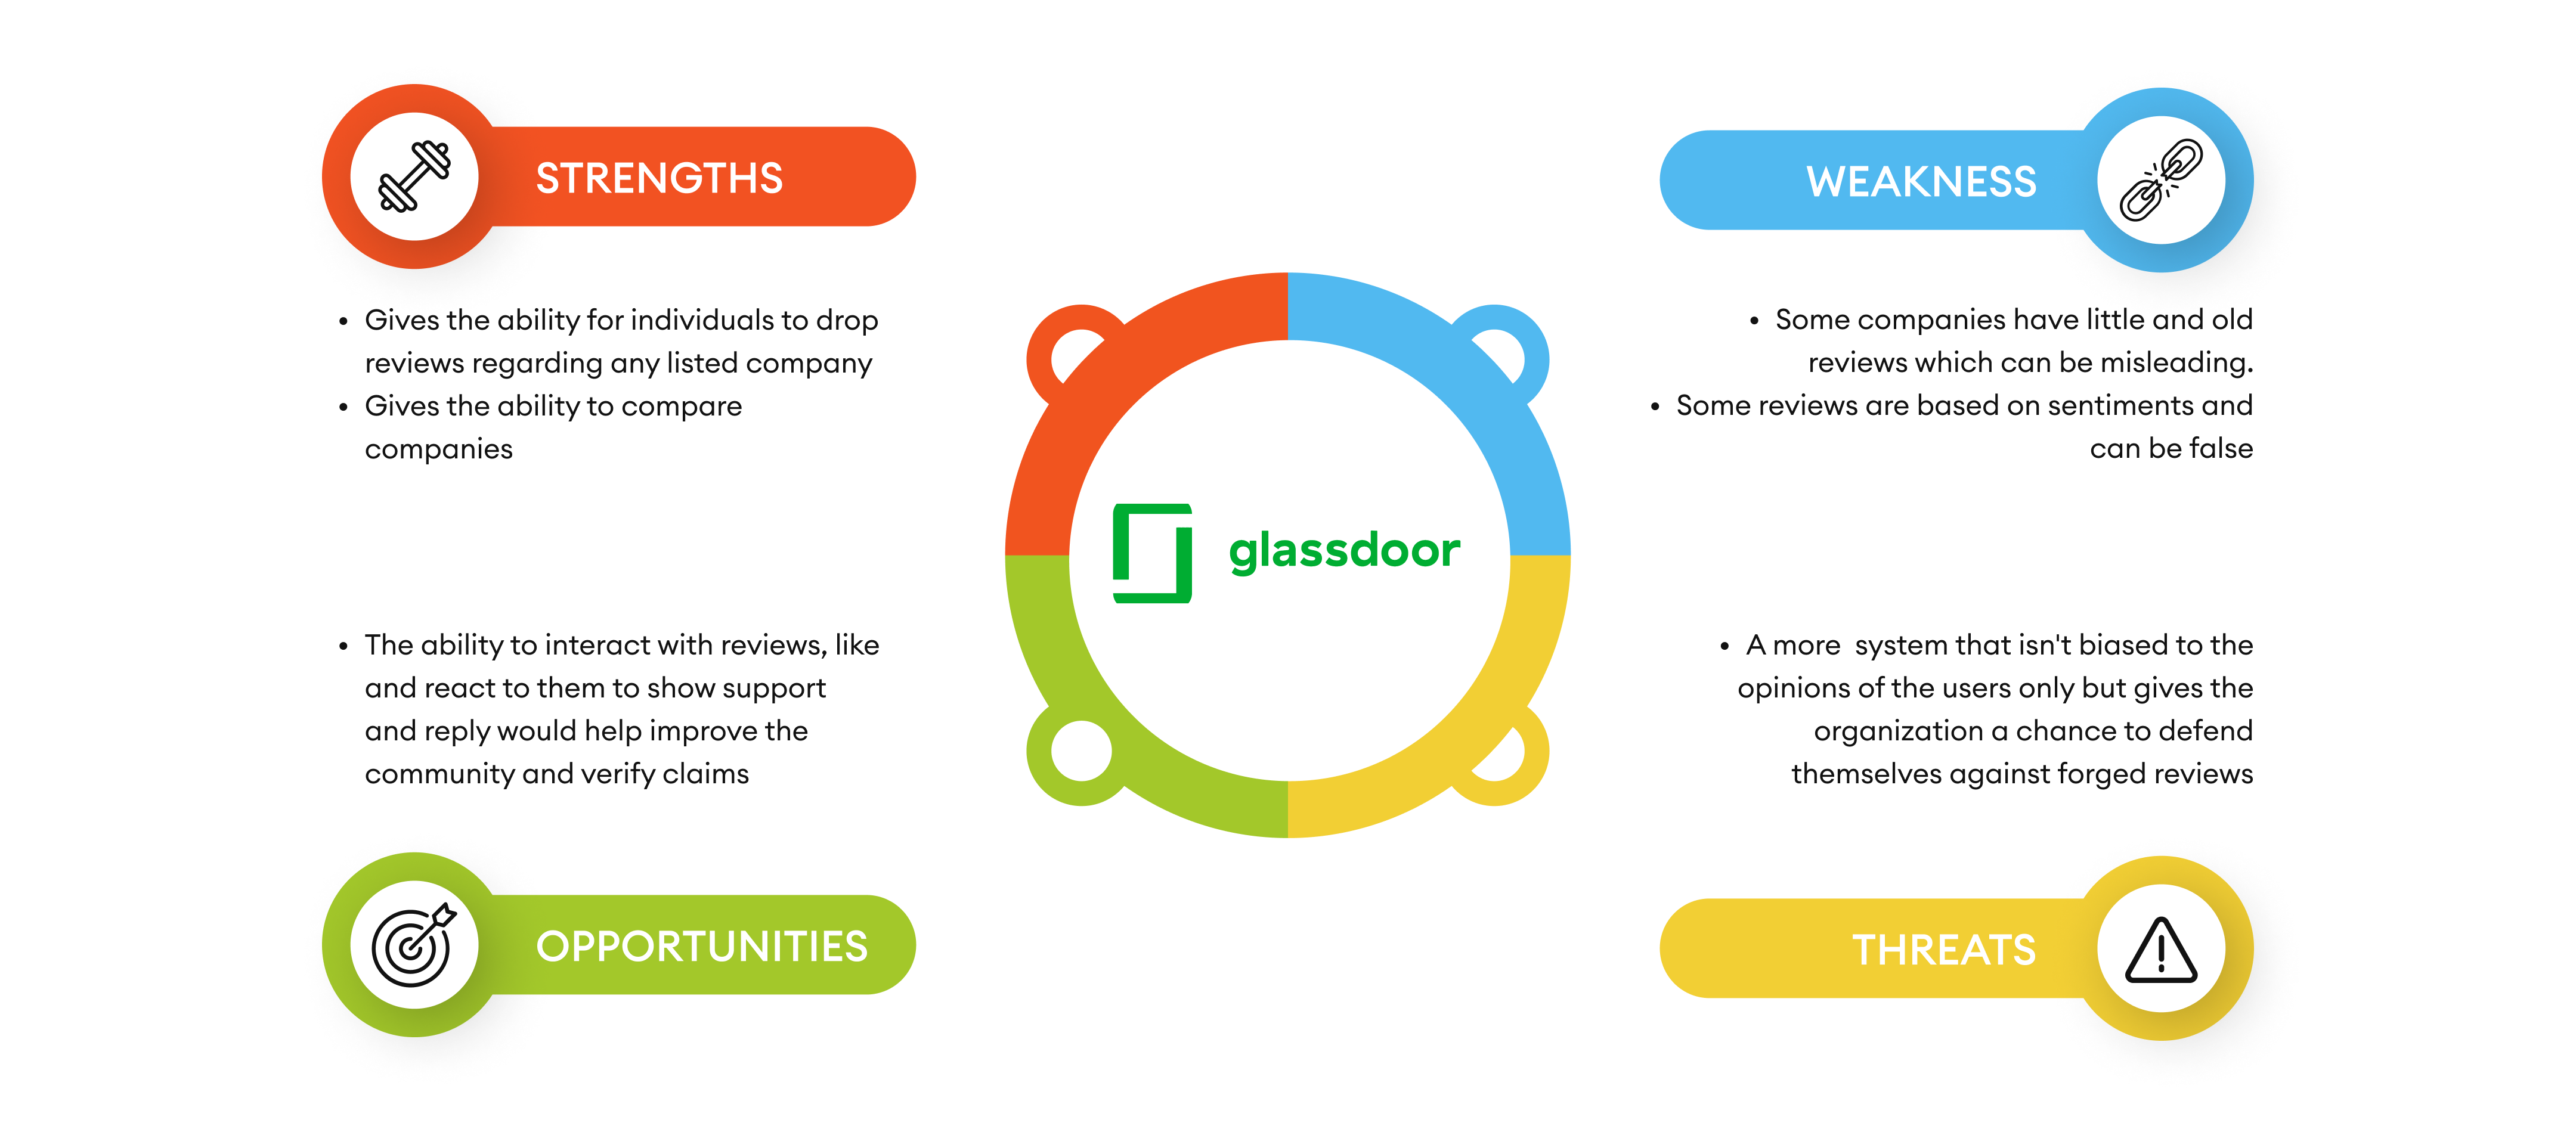 STRENGTHS
• Gives the ability for individuals to drop
reviews regarding any listed company
• Gives the ability to compare
companies
WEAKNESS
• Some companies have little and old
reviews which can be misleading.
• Some reviews are based on sentiments and
can be false
glassdoor
• The ability to interact with reviews, like
and react to them to show support
and reply would help improve the
community and verify claims
OPPORTUNITIES
• A more  system that isn't biased to the
opinions of the users only but gives the
organization a chance to defend
themselves against forged reviews
THREATS